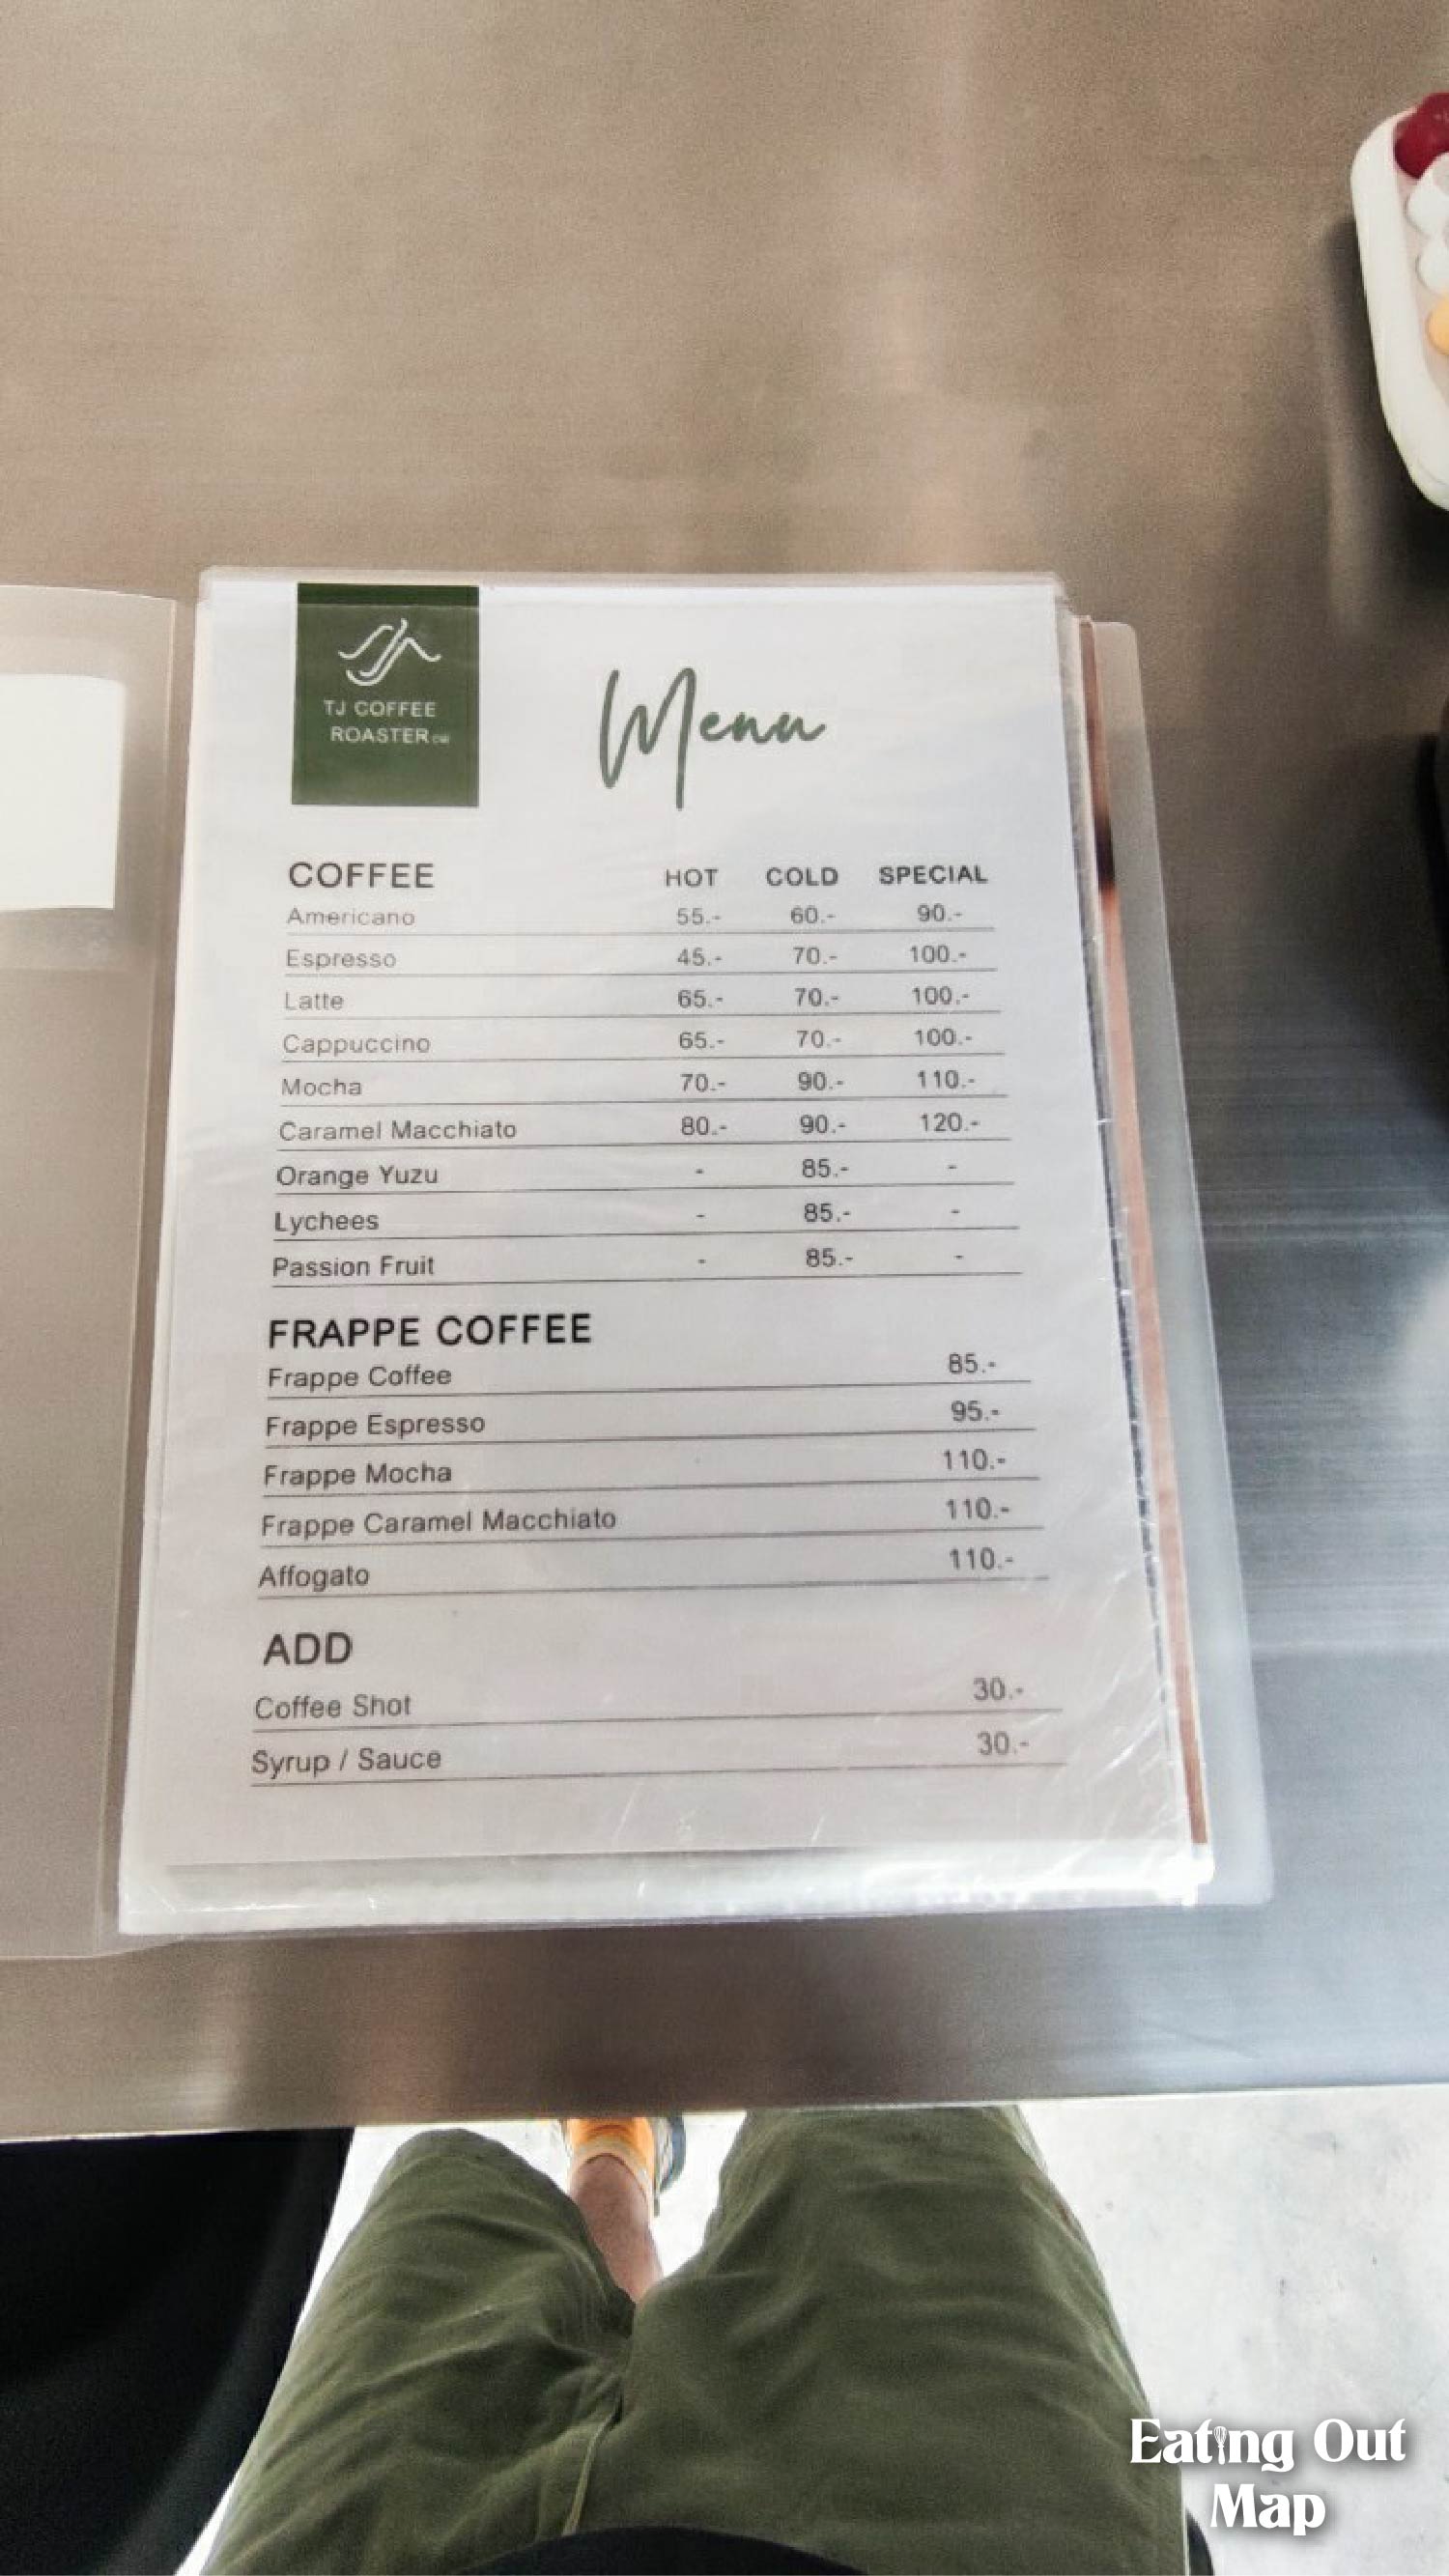 TJ COFFEE
ROASTER
Menu
COFFEE HOT COLD SPECIAL
Americano 55.- 60.- 90.-
Espresso 45.- 70.- 100.-
Latte 65.- 70.- 100.-
Cappuccino 65.- 70.- 100.-
Mocha 70.- 90.- 110.-
Caramel Macchiato 80.- 90.- 120.-
Orange Yuzu - 85.- -
Lychees - 85.- -
Passion Fruit - 85.- -
FRAPPE COFFEE
Frappe Coffee 85.-
Frappe Espresso 95.-
Frappe Mocha 110.-
Frappe Caramel Macchiato 110.-
Affogato 110.-
ADD
Coffee Shot 30.-
Syrup / Sauce 30.-
Eating Out
Map